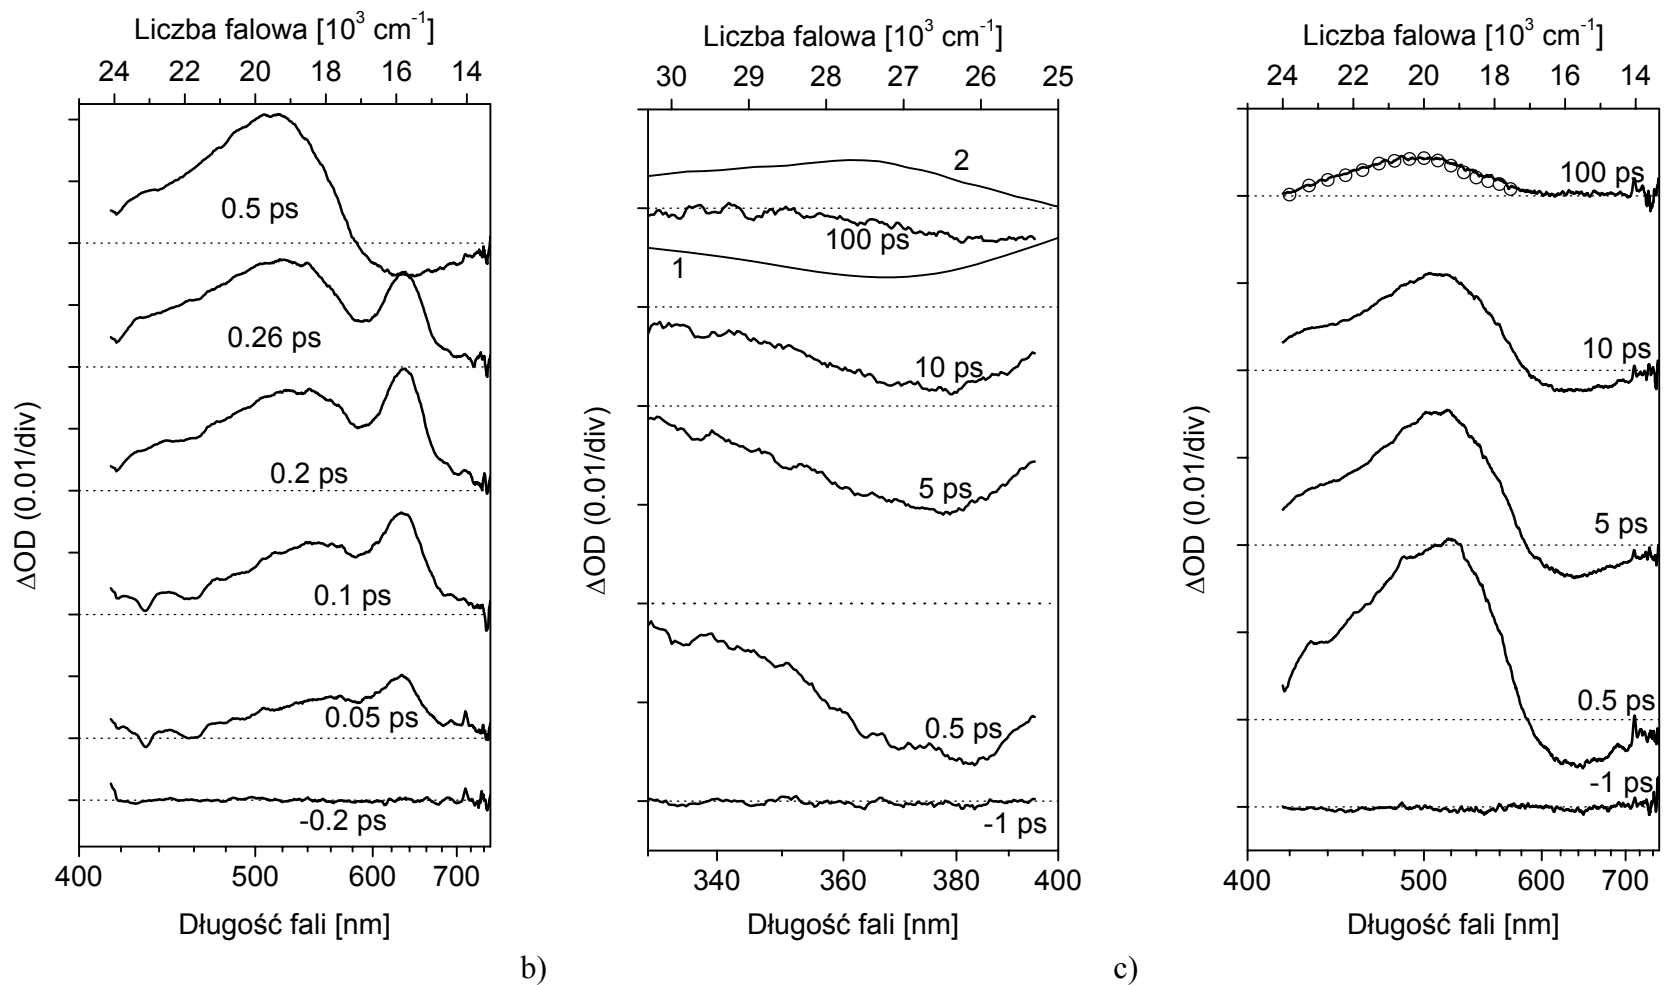 Liczba falowa [10³ cm⁻¹]
24 22 20 18 16 14
0.5 ps
0.26 ps
0.2 ps
0.1 ps
0.05 ps
-0.2 ps
ΔOD (0.01/div)
400 500 600 700
Długość fali [nm]
b)
Liczba falowa [10³ cm⁻¹]
30 29 28 27 26 25
2
100 ps
1
10 ps
5 ps
0.5 ps
-1 ps
ΔOD (0.01/div)
340 360 380 400
Długość fali [nm]
c)
Liczba falowa [10³ cm⁻¹]
24 22 20 18 16 14
100 ps
10 ps
5 ps
0.5 ps
-1 ps
ΔOD (0.01/div)
400 500 600 700
Długość fali [nm]